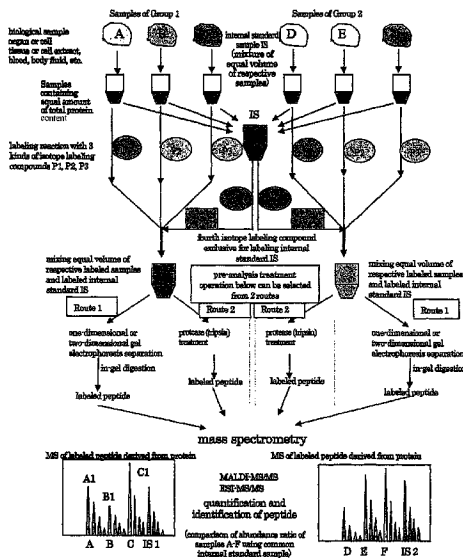 Samples of Group 1
Samples of Group 2
biological sample
organ or cell
tissue or cell extract,
blood, body fluid, etc.
A
internal standard
sample IS
(mixture of
equal volume of
respective
samples)
D
E
Samples
containing
equal amount
of total protein
content
IS
labeling reaction with 3
kinds of isotope labeling
compounds P1, P2, P3
fourth isotope labeling compound
exclusive for labeling internal
standard IS
mixing equal volume of
respective labeled samples
and labeled internal
standard IS
pre-analysis treatment
operation below can be selected
from 2 routes
mixing equal volume of
respective labeled samples
and labeled internal
standard IS
Route 1
Route 2
Route 2
Route 1
one-dimensional or
two-dimensional gel
electrophoresis separation
protease (tripsin)
treatment
protease (tripsin)
treatment
one-dimensional or
two-dimensional gel
electrophoresis separation
in-gel digestion
in-gel digestion
labeled peptide
labeled peptide
labeled peptide
labeled peptide
mass spectrometry
MS of labeled peptide derived from protein
MS of labeled peptide derived from protein
A1
B1
C1
A B C IS 1
MALDI-MS/MS
ESI-MS/MS
quantification and
identification of peptide
(comparison of abundance ratio of
samples A-F using common
internal standard sample)
D E F IS 2